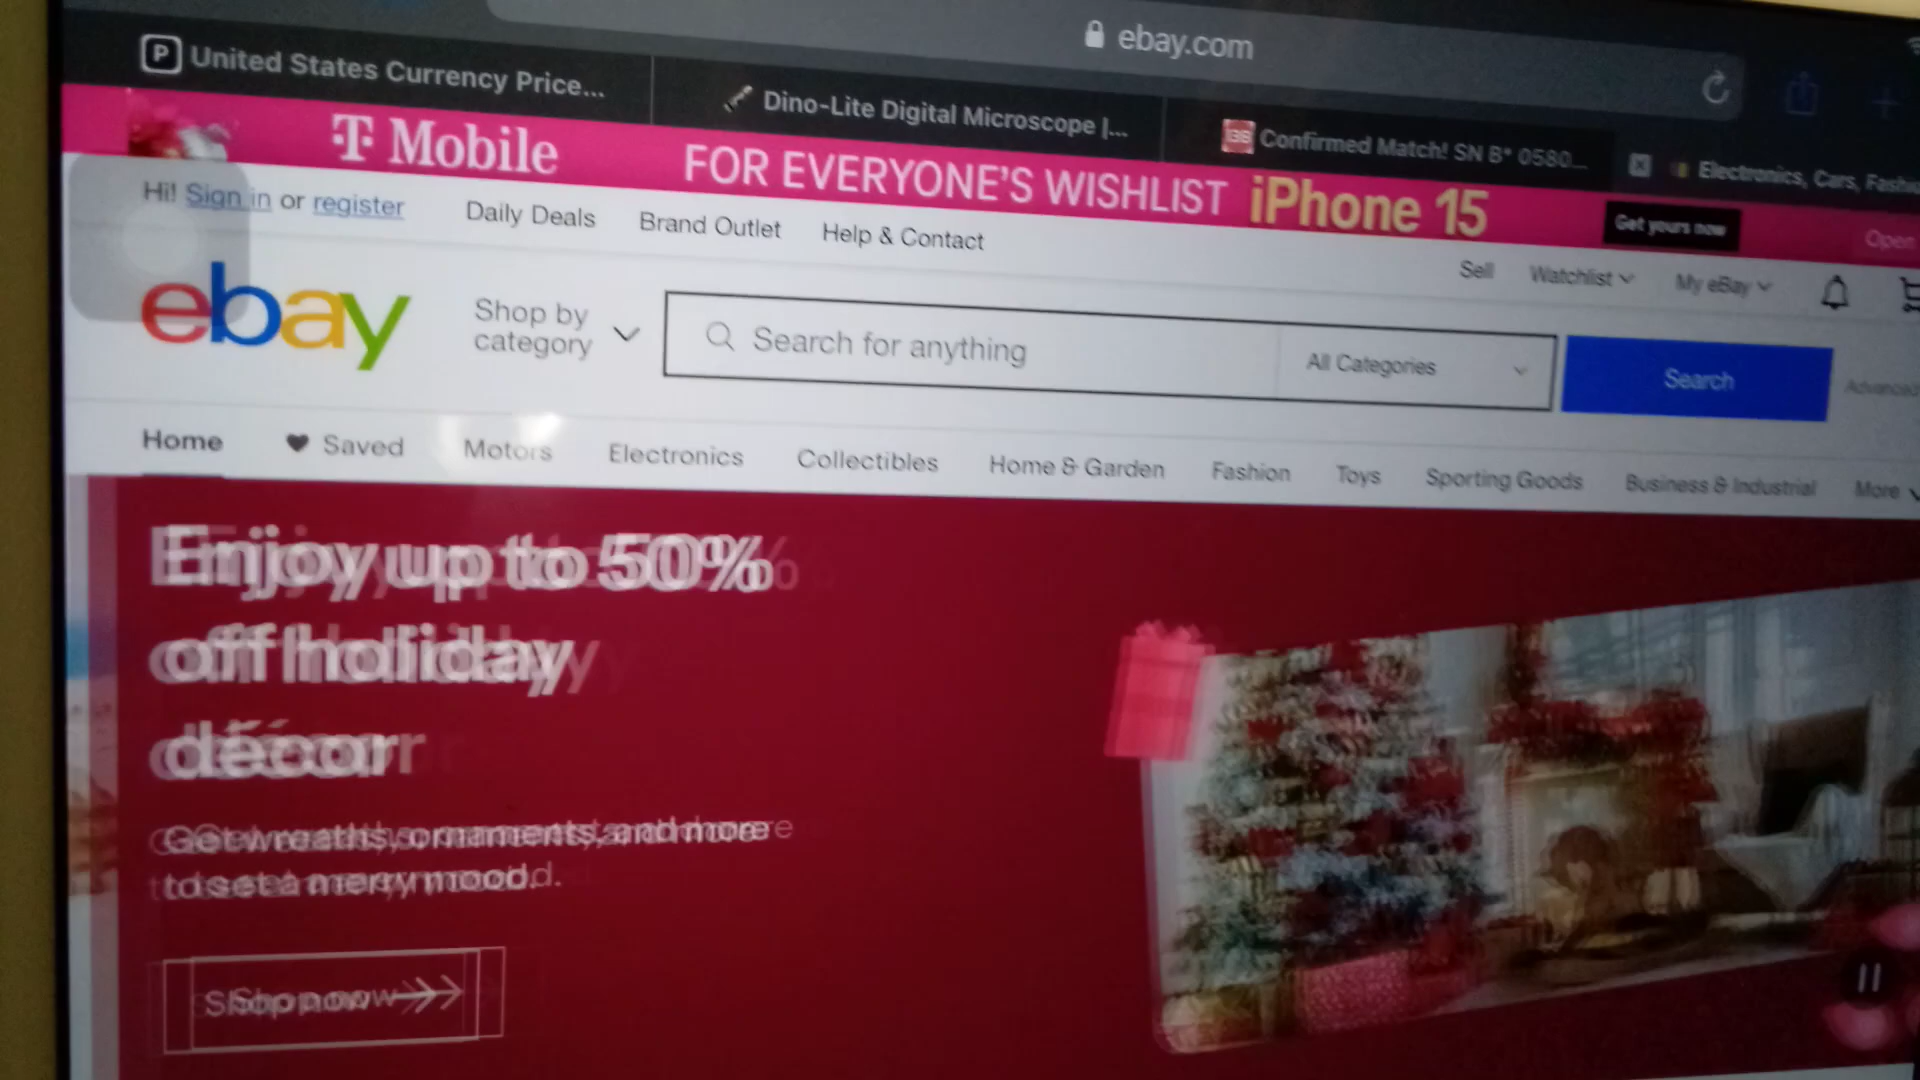 ebay.com
P United States Currency Price...
Dino-Lite Digital Microscope |...
Confirmed Match! SN B* 0580...
Electronics, Cars, Fashio
T Mobile
FOR EVERYONE'S WISHLIST iPhone 15
Get yours now
Open
Hi! Sign in or register
Daily Deals
Brand Outlet
Help & Contact
Sell
Watchlist
My eBay
ebay
Shop by
category
Search for anything
All Categories
Search
Advanced
Home
Saved
Motors
Electronics
Collectibles
Home & Garden
Fashion
Toys
Sporting Goods
Business & Industrial
More
Enjoy up to 50%
off holiday
décor
Get wreaths, ornaments, and more
to set a merry mood.
Shop now